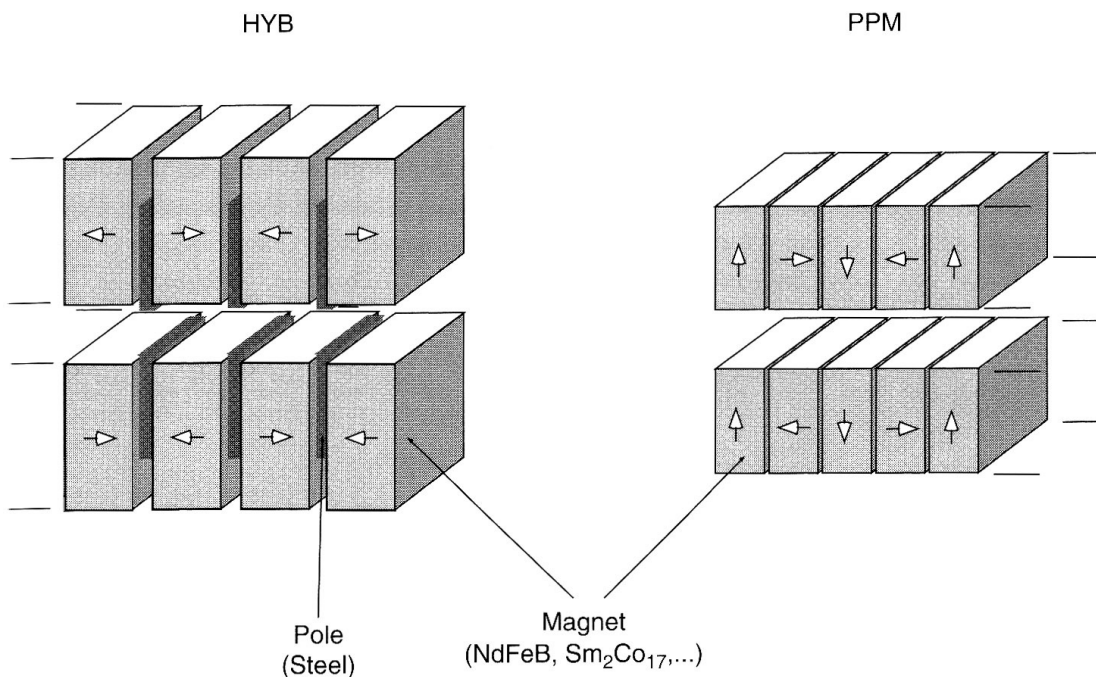 HYB
PPM
Pole
(Steel)
Magnet
(NdFeB, Sm₂Co₁₇,...)